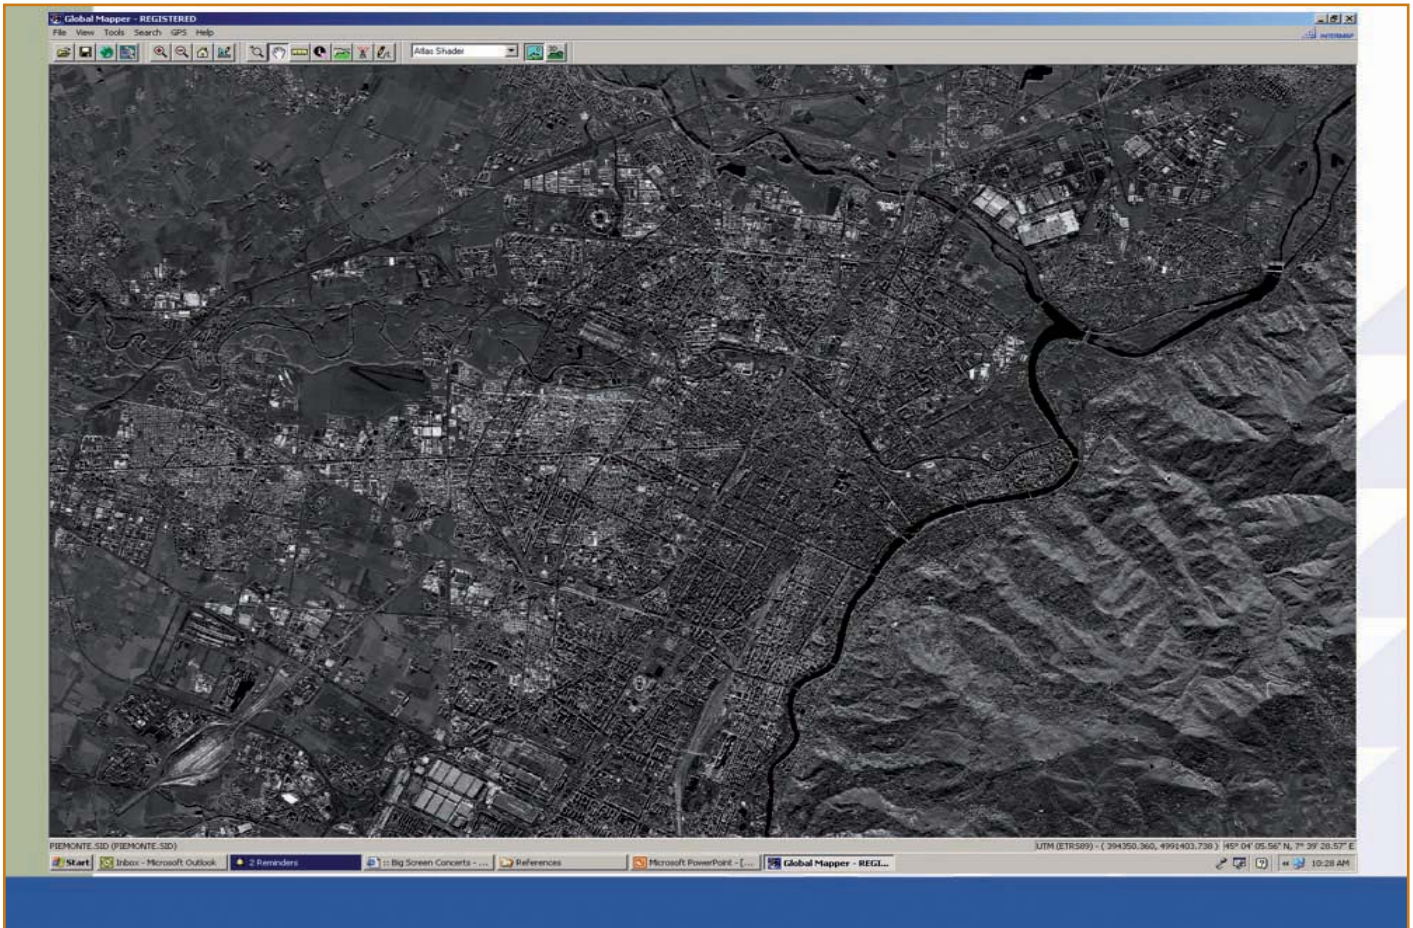 Global Mapper - REGISTERED
File View Tools Search GPS Help
INTERMAP
Atlas Shader
3D
PIEMONTE.SID (PIEMONTE.SID)
UTM (ETRS89) - ( 394350.360, 4991403.738 ) 45° 04' 05.56" N, 7° 39' 28.57" E
Start Inbox - Microsoft Outlook 2 Reminders :: Big Screen Concerts - ... References Microsoft PowerPoint - [... Global Mapper - REGI... 10:28 AM